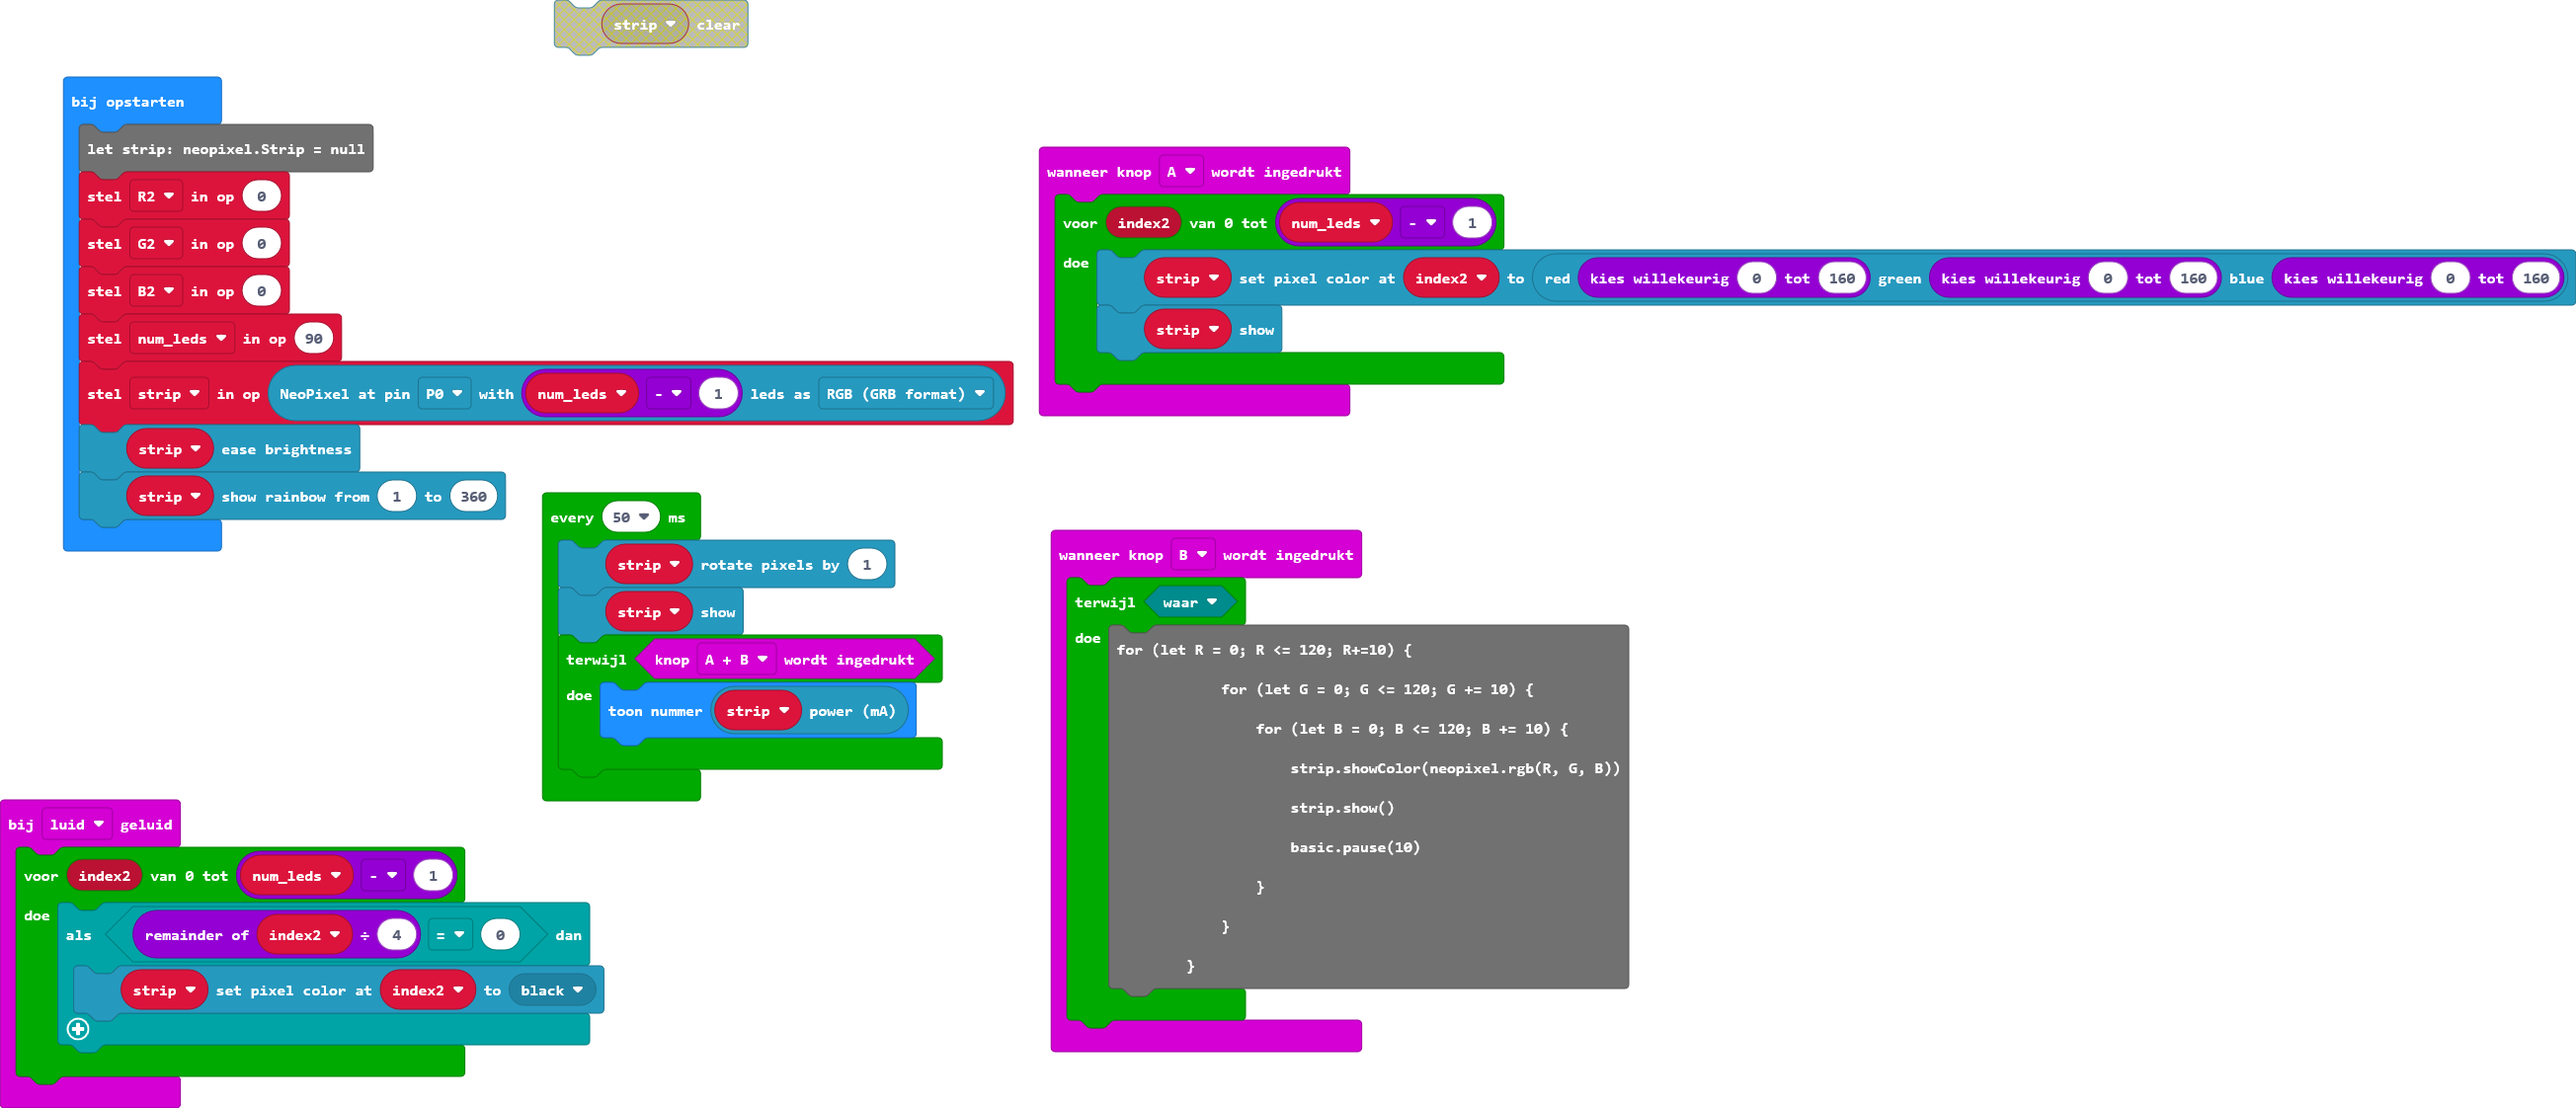 strip clear
bij opstarten
let strip: neopixel.Strip = null
stel R2 in op 0
stel G2 in op 0
stel B2 in op 0
stel num_leds in op 90
stel strip in op NeoPixel at pin P0 with num_leds - 1 leds as RGB (GRB format)
strip ease brightness
strip show rainbow from 1 to 360
wanneer knop A wordt ingedrukt
voor index2 van 0 tot num_leds - 1
doe
strip set pixel color at index2 to red kies willekeurig 0 tot 160 green kies willekeurig 0 tot 160 blue kies willekeurig 0 tot 160
strip show
every 50 ms
strip rotate pixels by 1
strip show
terwijl knop A + B wordt ingedrukt
doe
toon nummer strip power (mA)
wanneer knop B wordt ingedrukt
terwijl waar
doe
for (let R = 0; R <= 120; R+=10) {
for (let G = 0; G <= 120; G += 10) {
for (let B = 0; B <= 120; B += 10) {
strip.showColor(neopixel.rgb(R, G, B))
strip.show()
basic.pause(10)
}
}
}
bij luid geluid
voor index2 van 0 tot num_leds - 1
doe
als remainder of index2 ÷ 4 = 0 dan
strip set pixel color at index2 to black